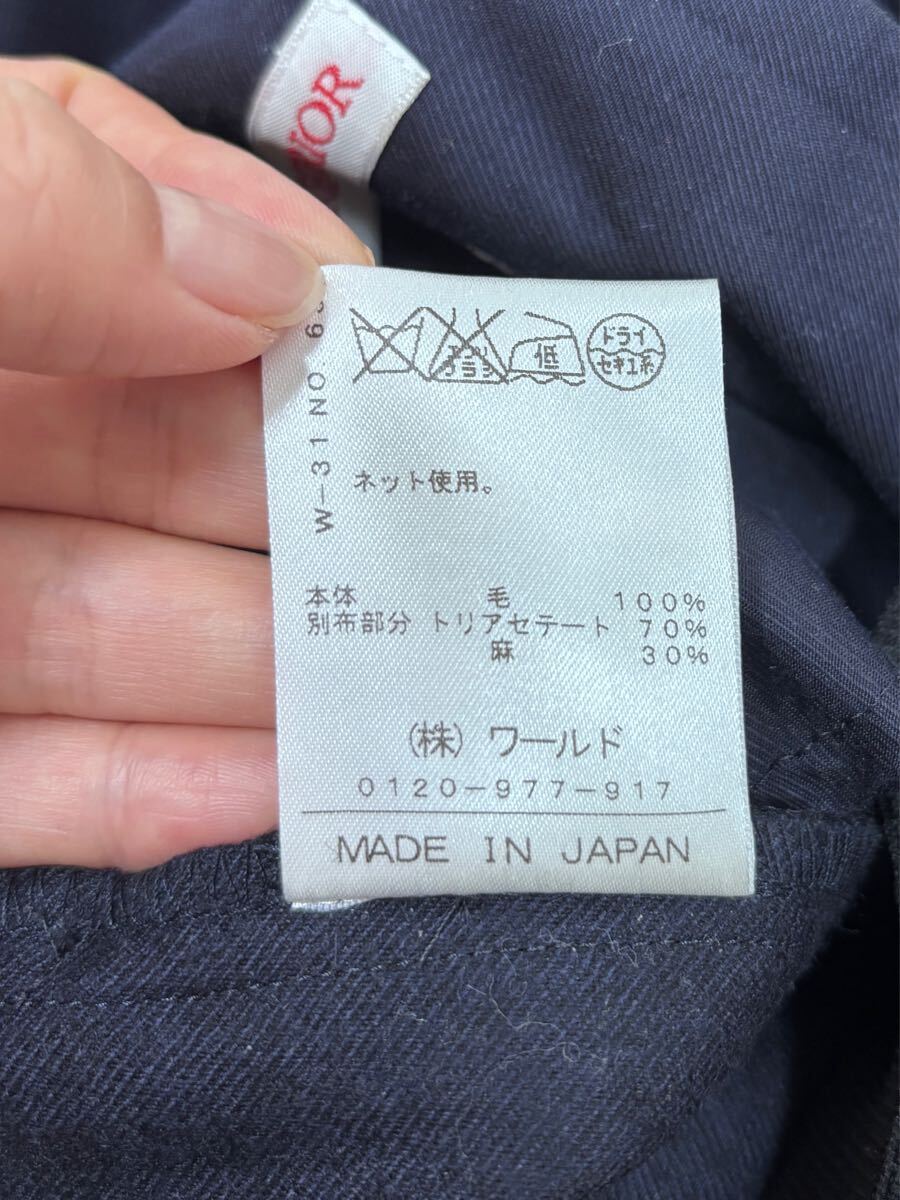 低
ドライ
セキユ系
ネット使用。
本体 毛 100%
別布部分 トリアセテート 70%
麻 30%
(株) ワールド
0120-977-917
MADE IN JAPAN
W-31 NO